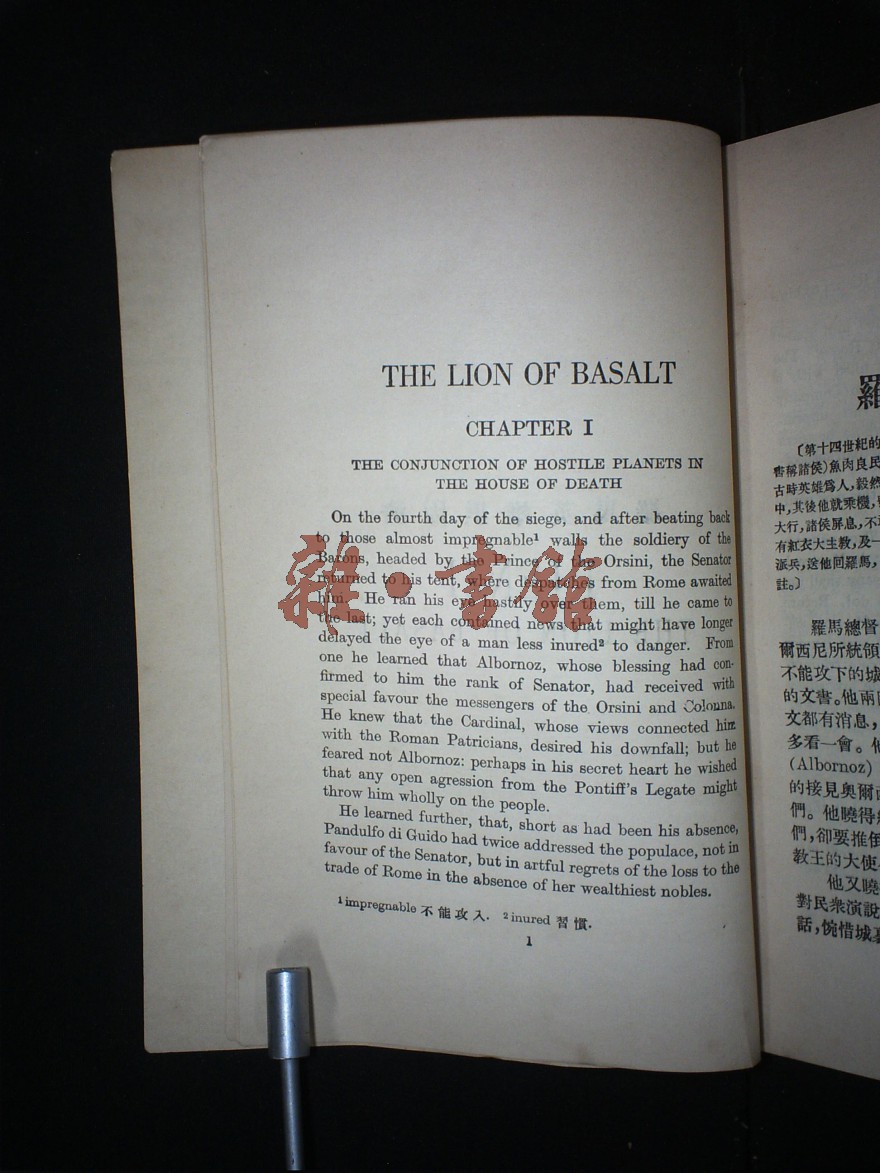 THE LION OF BASALT
CHAPTER I
THE CONJUNCTION OF HOSTILE PLANETS IN
THE HOUSE OF DEATH
On the fourth day of the siege, and after beating back
to those almost impregnable¹ walls the soldiery of the
Barons, headed by the Prince of the Orsini, the Senator
returned to his tent, where despatches from Rome awaited
him. He ran his eye hastily over them, till he came to
the last; yet each contained news that might have longer
delayed the eye of a man less inured² to danger. From
one he learned that Albornoz, whose blessing had con-
firmed to him the rank of Senator, had received with
special favour the messengers of the Orsini and Colonna.
He knew that the Cardinal, whose views connected him
with the Roman Patricians, desired his downfall; but he
feared not Albornoz: perhaps in his secret heart he wished
that any open agression from the Pontiff's Legate might
throw him wholly on the people.
He learned further, that, short as had been his absence,
Pandulfo di Guido had twice addressed the populace, not in
favour of the Senator, but in artful regrets of the loss to the
trade of Rome in the absence of her wealthiest nobles.
¹ impregnable 不能攻入. ² inured 習慣.
1
雜·書館
羅
〔第十四世紀的
書稱諸侯)魚肉良民
古時英雄爲人,毅然
中,其後他就乘機,
大行,諸侯屏息,不
有紅衣大主教,及一
派兵,送他回羅馬,
註。〕
羅馬總督
爾西尼所統領
不能攻下的城
的文書。他兩
文都有消息,
多看一會。他
(Albornoz)
的接見奧爾西
們。他曉得
們,卻要推倒
教王的大使
他又曉
對民衆演說
話,惋惜城